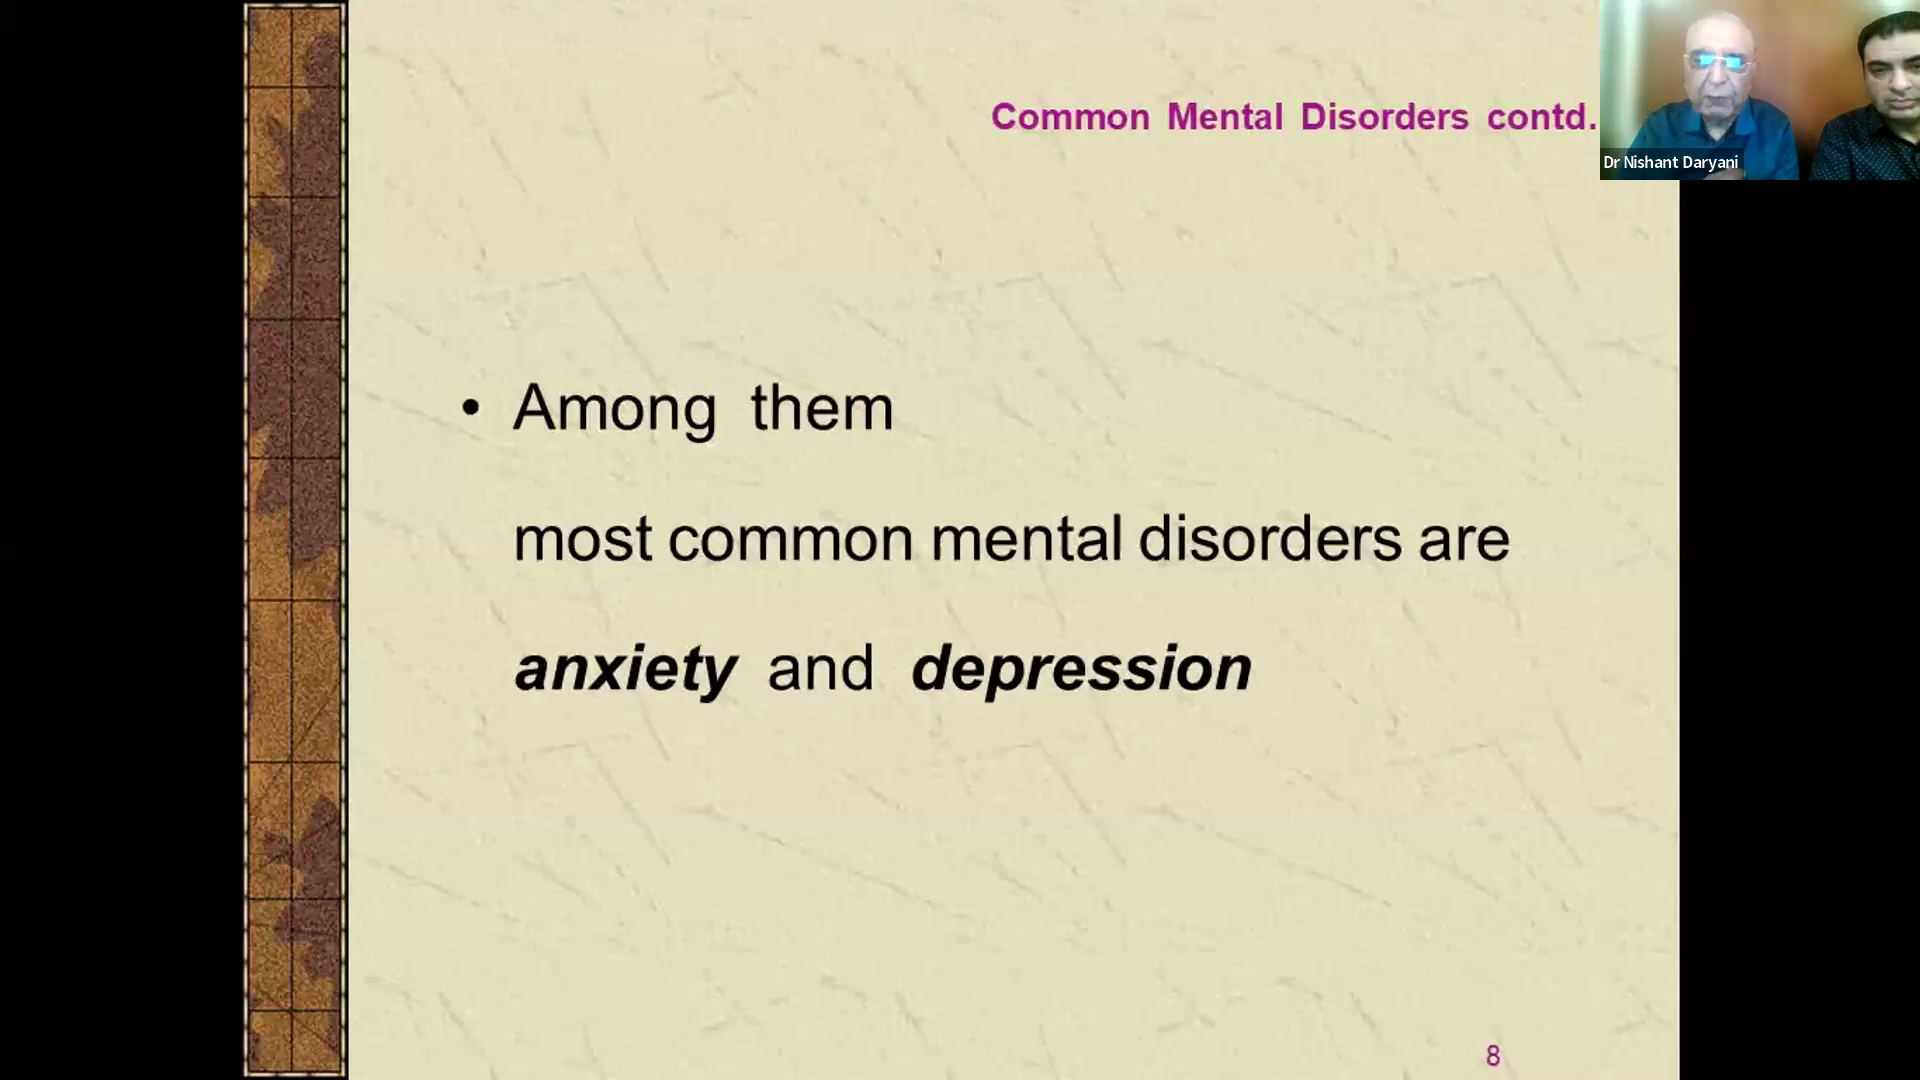 Common Mental Disorders contd.
Dr Nishant Daryani
• Among them
most common mental disorders are
anxiety and depression
8